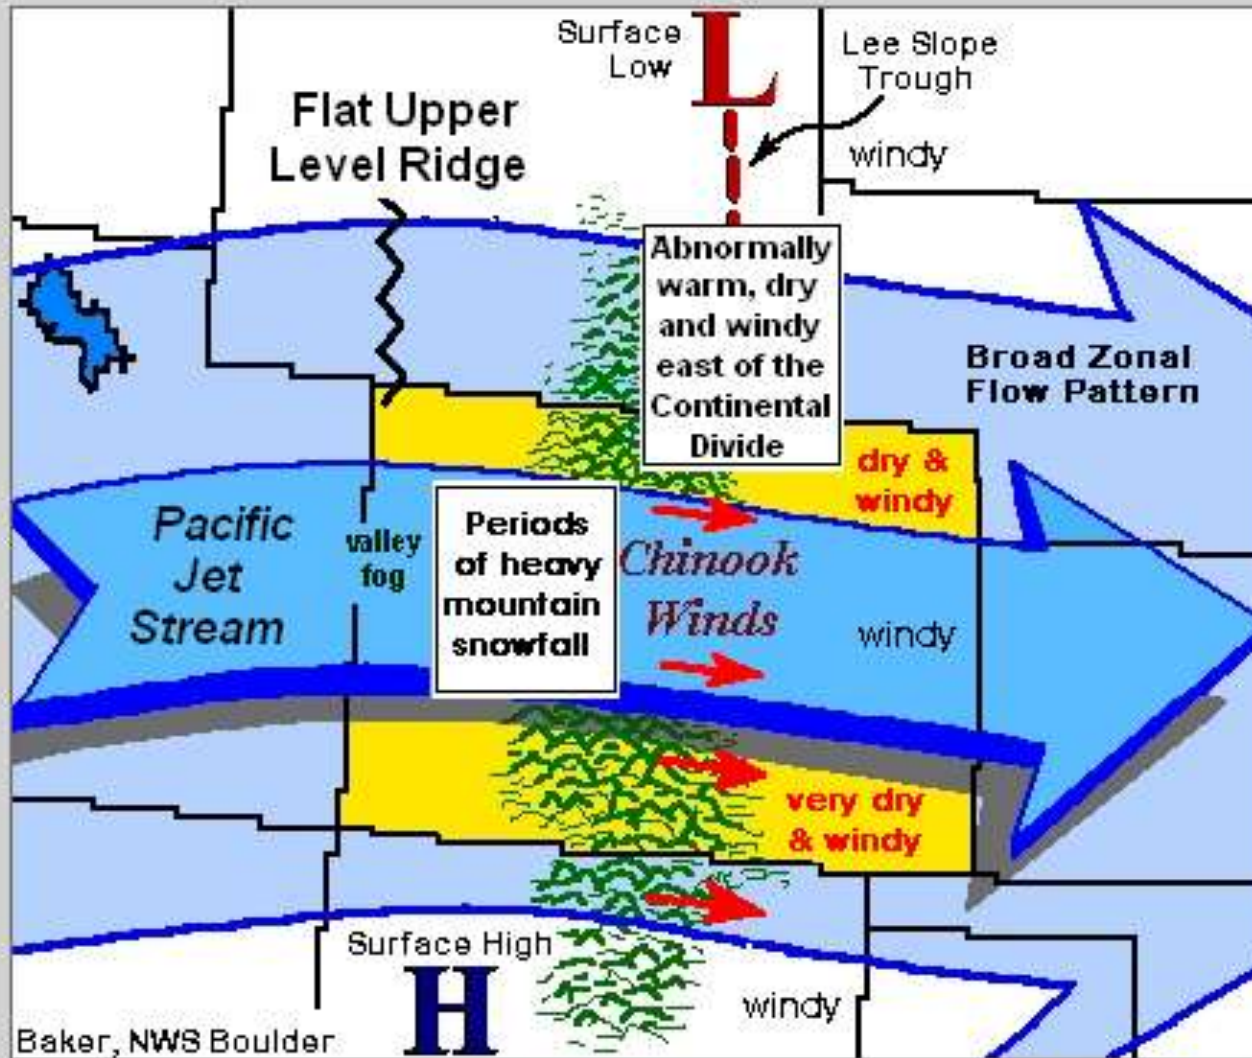 Surface
Low
L
Lee Slope
Trough
Flat Upper
Level Ridge
windy
Abnormally
warm, dry
and windy
east of the
Continental
Divide
Broad Zonal
Flow Pattern
dry &
windy
Pacific
Jet
Stream
valley
fog
Periods
of heavy
mountain
snowfall
Chinook
Winds
windy
very dry
& windy
Surface High
H
windy
Baker, NWS Boulder